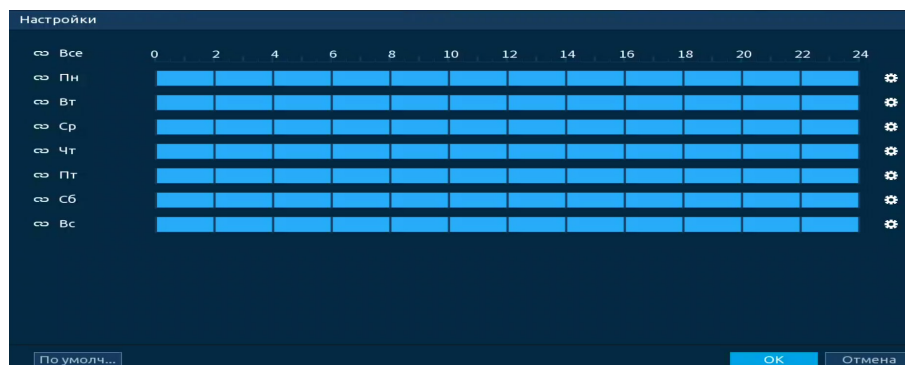 Настройки
Все 0 2 4 6 8 10 12 14 16 18 20 22 24
Пн
Вт
Ср
Чт
Пт
Сб
Вс
По умолч... OK Отмена